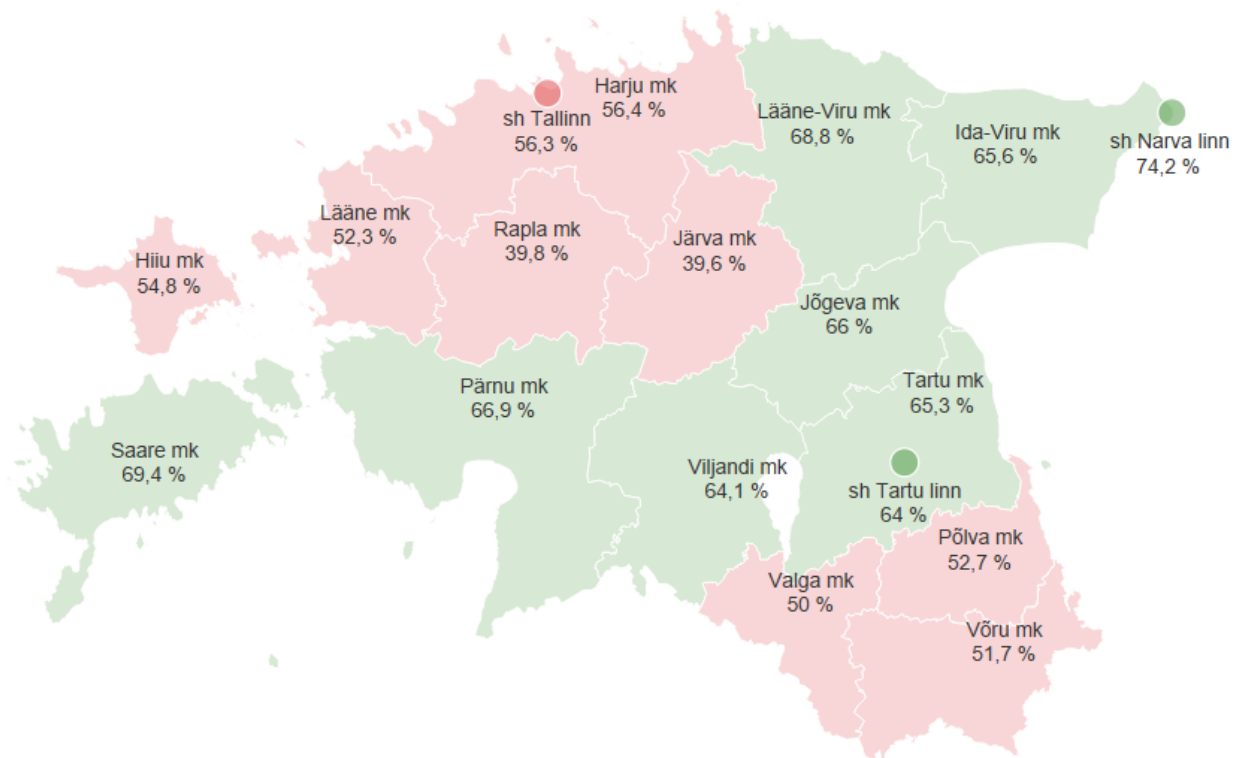 Harju mk
56,4 %
sh Tallinn
56,3 %
Lääne-Viru mk
68,8 %
Ida-Viru mk
65,6 %
sh Narva linn
74,2 %
Lääne mk
52,3 %
Rapla mk
39,8 %
Järva mk
39,6 %
Hiiu mk
54,8 %
Jõgeva mk
66 %
Pärnu mk
66,9 %
Tartu mk
65,3 %
Saare mk
69,4 %
Viljandi mk
64,1 %
sh Tartu linn
64 %
Põlva mk
52,7 %
Valga mk
50 %
Võru mk
51,7 %